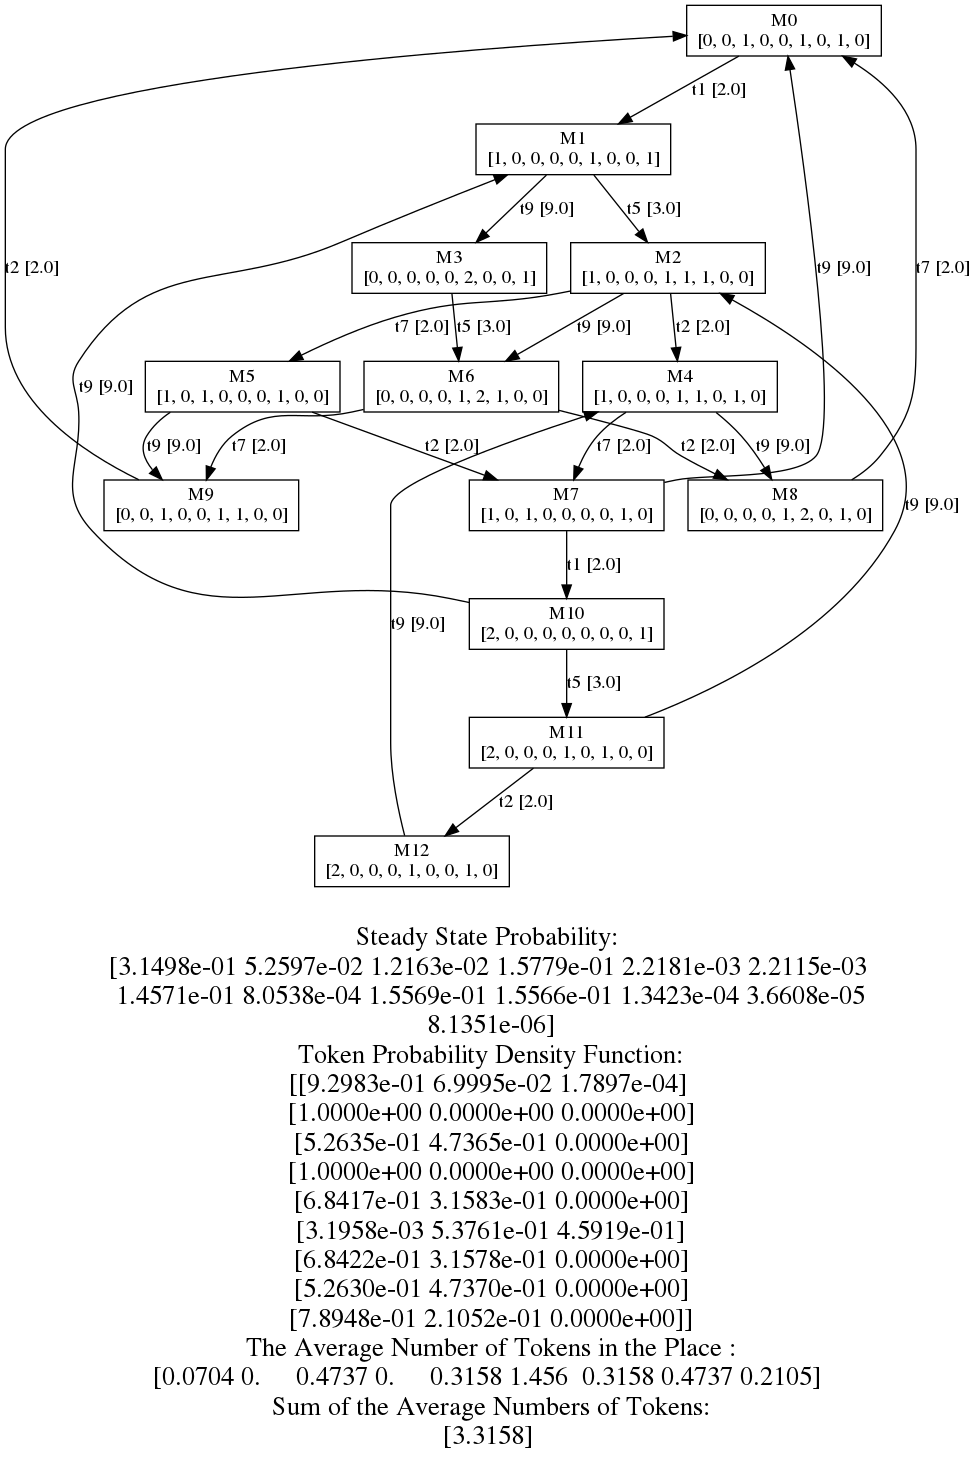 M0
[0, 0, 1, 0, 0, 1, 0, 1, 0]
t1 [2.0]
M1
[1, 0, 0, 0, 0, 1, 0, 0, 1]
t9 [9.0]
t5 [3.0]
M3
[0, 0, 0, 0, 0, 2, 0, 0, 1]
M2
[1, 0, 0, 0, 1, 1, 1, 0, 0]
t2 [2.0]
t9 [9.0]
t7 [2.0]
t7 [2.0]
t5 [3.0]
t9 [9.0]
t2 [2.0]
M5
[1, 0, 1, 0, 0, 0, 1, 0, 0]
M6
[0, 0, 0, 0, 1, 2, 1, 0, 0]
M4
[1, 0, 0, 0, 1, 1, 0, 1, 0]
t9 [9.0]
t9 [9.0]
t7 [2.0]
t2 [2.0]
t7 [2.0]
t2 [2.0]
t9 [9.0]
M9
[0, 0, 1, 0, 0, 1, 1, 0, 0]
M7
[1, 0, 1, 0, 0, 0, 0, 1, 0]
M8
[0, 0, 0, 0, 1, 2, 0, 1, 0]
t9 [9.0]
t1 [2.0]
M10
[2, 0, 0, 0, 0, 0, 0, 0, 1]
t9 [9.0]
t5 [3.0]
M11
[2, 0, 0, 0, 1, 0, 1, 0, 0]
t2 [2.0]
M12
[2, 0, 0, 0, 1, 0, 0, 1, 0]
Steady State Probability:
[3.1498e-01 5.2597e-02 1.2163e-02 1.5779e-01 2.2181e-03 2.2115e-03
1.4571e-01 8.0538e-04 1.5569e-01 1.5566e-01 1.3423e-04 3.6608e-05
8.1351e-06]
Token Probability Density Function:
[[9.2983e-01 6.9995e-02 1.7897e-04]
[1.0000e+00 0.0000e+00 0.0000e+00]
[5.2635e-01 4.7365e-01 0.0000e+00]
[1.0000e+00 0.0000e+00 0.0000e+00]
[6.8417e-01 3.1583e-01 0.0000e+00]
[3.1958e-03 5.3761e-01 4.5919e-01]
[6.8422e-01 3.1578e-01 0.0000e+00]
[5.2630e-01 4.7370e-01 0.0000e+00]
[7.8948e-01 2.1052e-01 0.0000e+00]]
The Average Number of Tokens in the Place :
[0.0704 0. 0.4737 0. 0.3158 1.456 0.3158 0.4737 0.2105]
Sum of the Average Numbers of Tokens:
[3.3158]